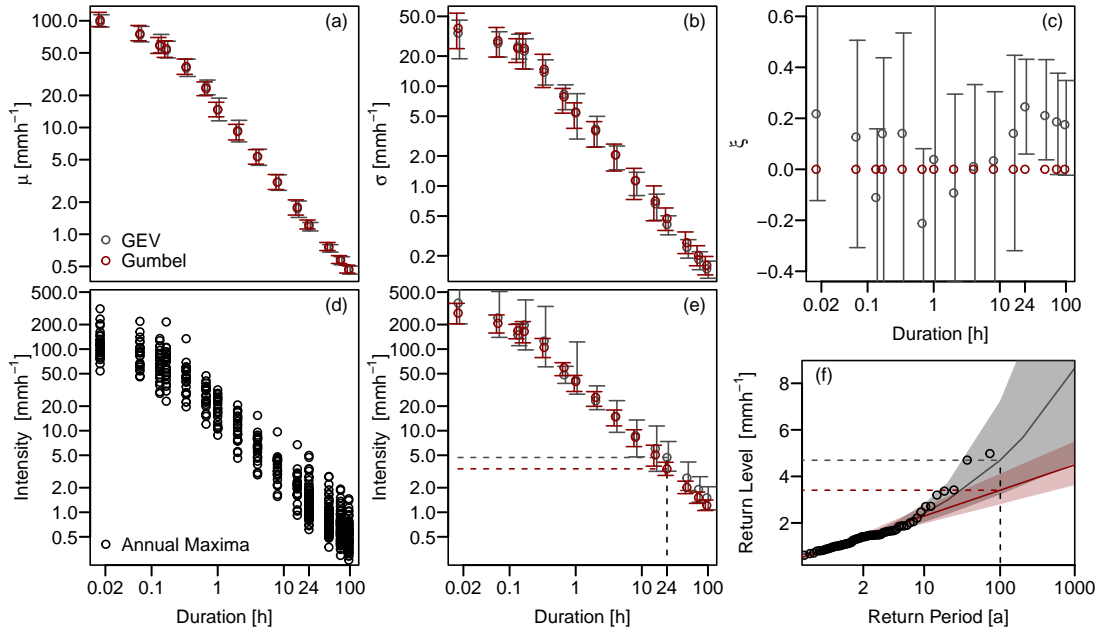 (a)
μ [mmh⁻¹]
100.0
50.0
20.0
10.0
5.0
2.0
1.0
0.5
GEV
Gumbel
(b)
σ [mmh⁻¹]
50.0
20.0
10.0
5.0
2.0
1.0
0.5
0.2
(c)
ξ
0.6
0.4
0.2
0.0
−0.2
−0.4
0.02 0.1 1 10 24 100
Duration [h]
(d)
Intensity [mmh⁻¹]
500.0
100.0
50.0
20.0
10.0
5.0
2.0
1.0
0.5
Annual Maxima
0.02 0.1 1 10 24 100
Duration [h]
(e)
Intensity [mmh⁻¹]
500.0
100.0
50.0
20.0
10.0
5.0
2.0
1.0
0.5
0.02 0.1 1 10 24 100
Duration [h]
(f)
Return Level [mmh⁻¹]
8
6
4
2
2 10 100 1000
Return Period [a]